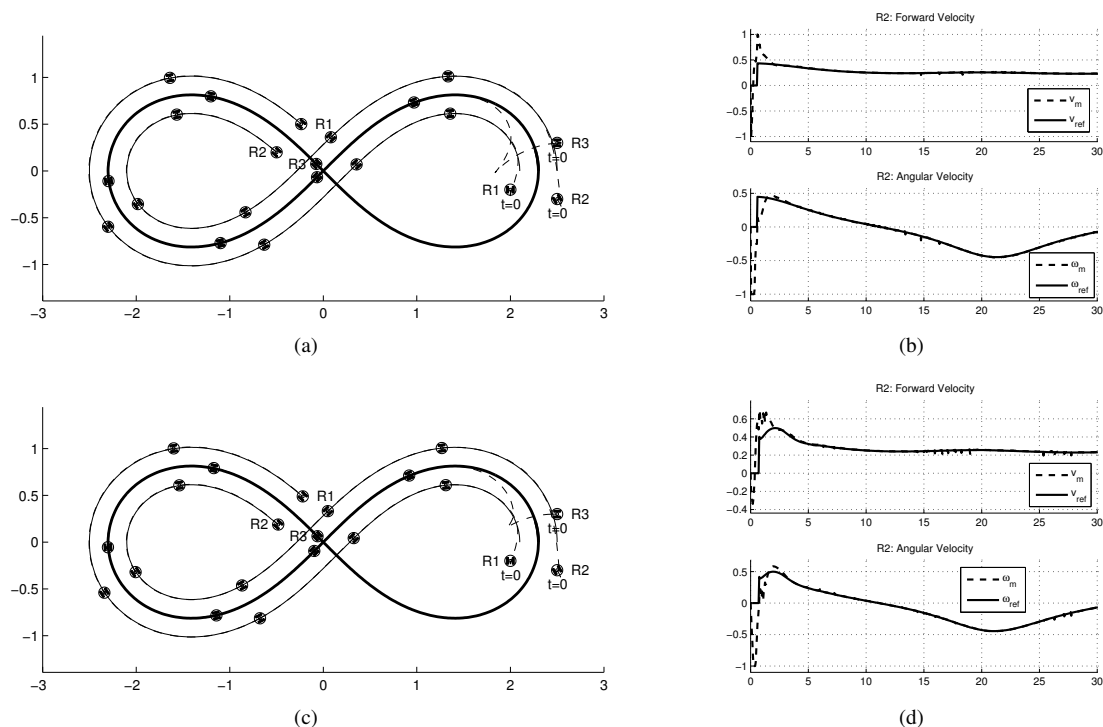 1
0.5
0
−0.5
−1
−3
−2
−1
0
1
2
3
R1
R2
R3
R3
t=0
R1
t=0
R2
t=0
(a)
R2: Forward Velocity
1
0.5
0
−0.5
−1
0
5
10
15
20
25
30
v_m
v_ref
R2: Angular Velocity
0.5
0
−0.5
−1
0
5
10
15
20
25
30
ω_m
ω_ref
(b)
1
0.5
0
−0.5
−1
−3
−2
−1
0
1
2
3
R1
R2
R3
R3
t=0
R1
t=0
R2
t=0
(c)
R2: Forward Velocity
0.6
0.4
0.2
0
−0.2
−0.4
0
5
10
15
20
25
30
v_m
v_ref
R2: Angular Velocity
0.5
0
−0.5
−1
0
5
10
15
20
25
30
ω_m
ω_ref
(d)